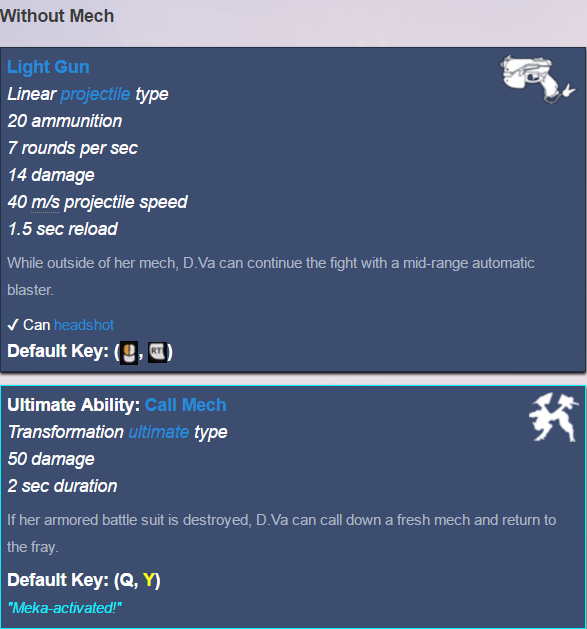 Without Mech
Light Gun
Linear projectile type
20 ammunition
7 rounds per sec
14 damage
40 m/s projectile speed
1.5 sec reload
While outside of her mech, D.Va can continue the fight with a mid-range automatic
blaster.
✓ Can headshot
Default Key: (, RT)
Ultimate Ability: Call Mech
Transformation ultimate type
50 damage
2 sec duration
If her armored battle suit is destroyed, D.Va can call down a fresh mech and return to
the fray.
Default Key: (Q, Y)
"Meka-activated!"